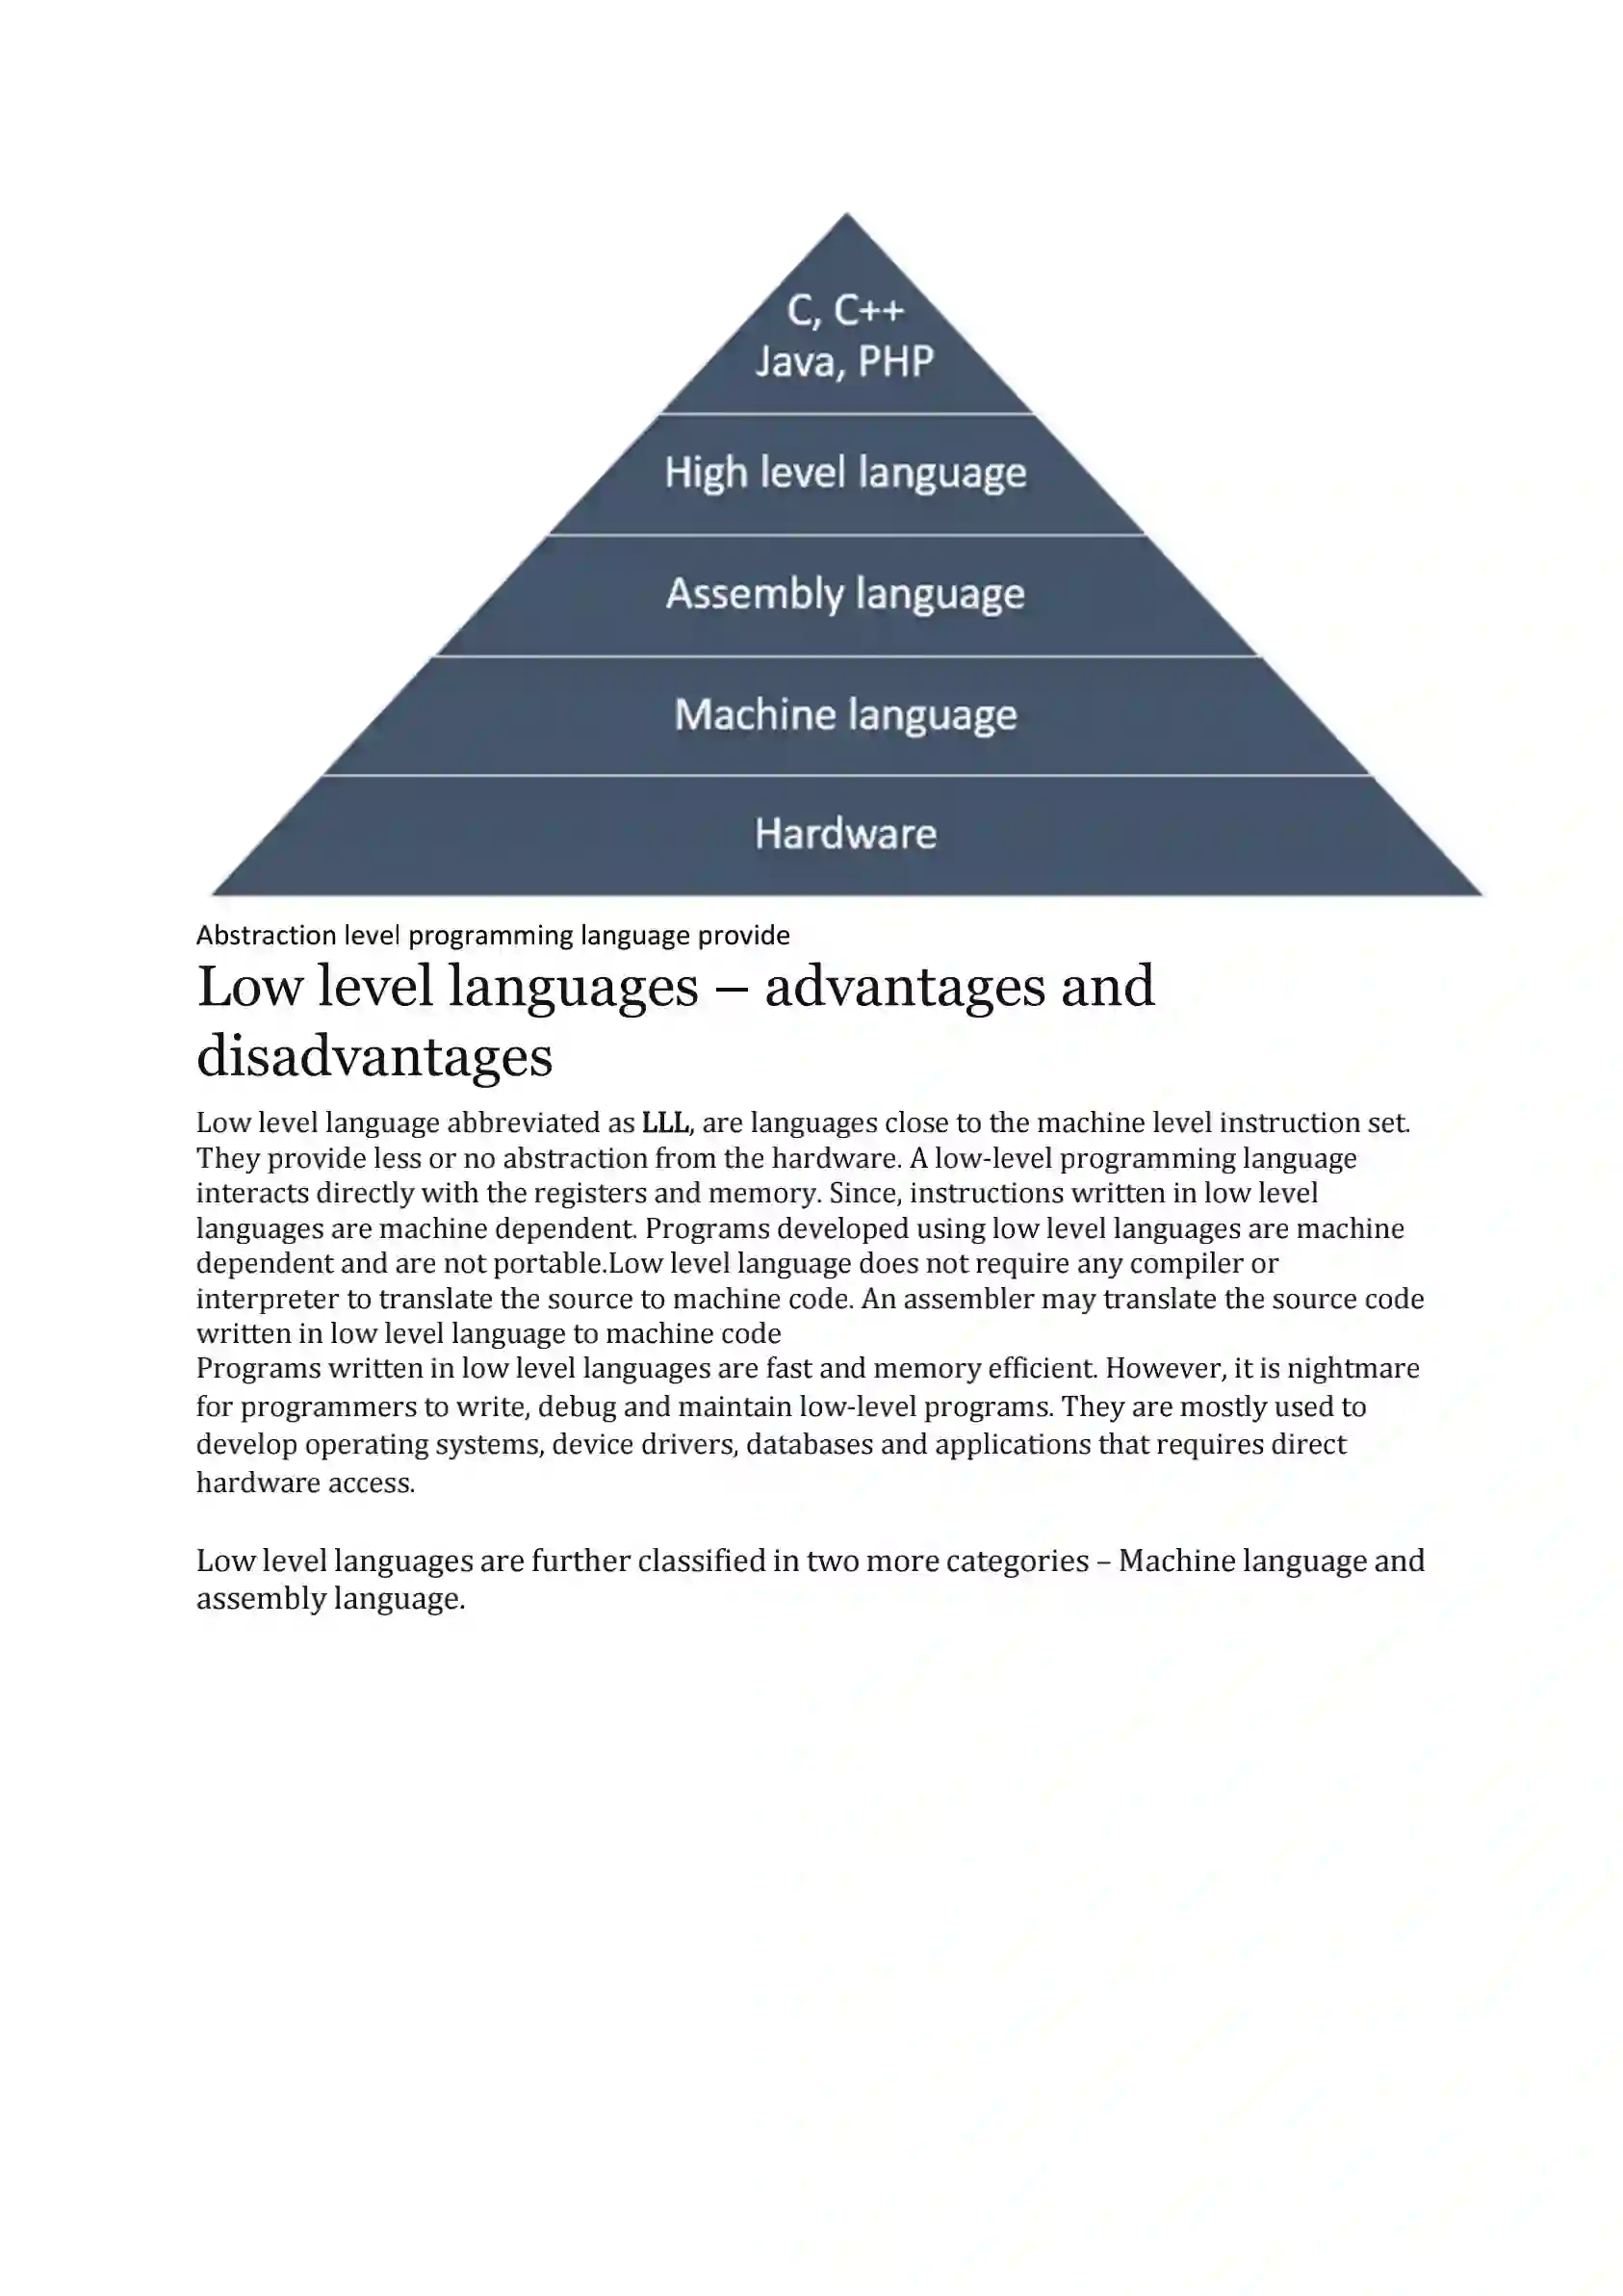 C, C++
Java, PHP
High level language
Assembly language
Machine language
Hardware
Abstraction level programming language provide
Low level languages – advantages and
disadvantages
Low level language abbreviated as LLL, are languages close to the machine level instruction set.
They provide less or no abstraction from the hardware. A low-level programming language
interacts directly with the registers and memory. Since, instructions written in low level
languages are machine dependent. Programs developed using low level languages are machine
dependent and are not portable.Low level language does not require any compiler or
interpreter to translate the source to machine code. An assembler may translate the source code
written in low level language to machine code
Programs written in low level languages are fast and memory efficient. However, it is nightmare
for programmers to write, debug and maintain low-level programs. They are mostly used to
develop operating systems, device drivers, databases and applications that requires direct
hardware access.
Low level languages are further classified in two more categories – Machine language and
assembly language.